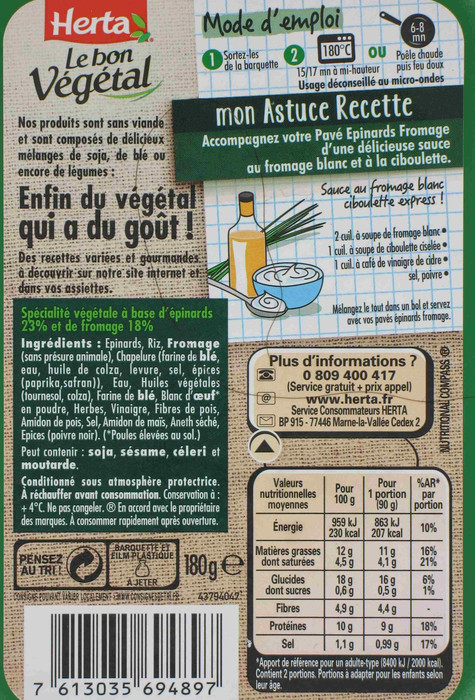 Herta
Le bon
Végétal
Nos produits sont sans viande
et sont composés de délicieux
mélanges de soja, de blé ou
encore de légumes :
Enfin du végétal
qui a du goût !
Des recettes variées et gourmandes
à découvrir sur notre site internet et
dans vos assiettes.
Spécialité végétale à base d'épinards
23% et de fromage 18%
Ingrédients : Epinards, Riz, Fromage
(sans présure animale), Chapelure (farine de blé,
eau, huile de colza, levure, sel, épices
(paprika,safran)), Eau, Huiles végétales
(tournesol, colza), Farine de blé, Blanc d'œuf*
en poudre, Herbes, Vinaigre, Fibres de pois,
Amidon de pois, Sel, Amidon de maïs, Aneth séché,
Epices (poivre noir). (*Poules élevées au sol.)
Peut contenir : soja, sésame, céleri et
moutarde.
Conditionné sous atmosphère protectrice.
À réchauffer avant consommation. Conservation à :
+ 4°C. Ne pas congeler. ® En accord avec le propriétaire
des marques. A consommer rapidement après ouverture.
PENSEZ
AU TRI !
BARQUETTE ET
FILM PLASTIQUE
À JETER
CONSIGNE POUVANT VARIER LOCALEMENT > WWW.CONSIGNESDETRI.FR
180g e
43794047
7 613035 694897
Mode d'emploi
1 Sortez-les
de la barquette
2 180°C
15/17 mn à mi-hauteur
OU
6-8
mn
Poêle chaude
puis feu doux
Usage déconseillé au micro-ondes
mon Astuce Recette
Accompagnez votre Pavé Epinards Fromage
d'une délicieuse sauce
au fromage blanc et à la ciboulette.
Sauce au fromage blanc
ciboulette express !
2 cuil. à soupe de fromage blanc •
1 cuil. à soupe de ciboulette ciselée •
1 cuil. à café de vinaigre de cidre •
sel, poivre •
Mélangez le tout dans un bol et servez
avec vos pavés épinards fromage.
Plus d'informations ?
0 809 400 417
(Service gratuit + prix appel)
@ www.herta.fr
Service Consommateurs HERTA
BP 915 - 77446 Marne-la-Vallée Cedex 2
NUTRITIONAL COMPASS ®
Valeurs nutritionnelles moyennes Pour 100 g Pour 1 portion (90 g) %AR* par portion
Énergie 959 kJ 230 kcal 863 kJ 207 kcal 10%
Matières grasses 12 g 11 g 16%
dont saturées 4,5 g 4,1 g 21%
Glucides 18 g 16 g 6%
dont sucres 0,6 g 0,5 g 1%
Fibres 4,9 g 4,4 g -
Protéines 10 g 9 g 18%
Sel 1,1 g 0,99 g 17%
*Apport de référence pour un adulte-type (8400 kJ / 2000 kcal).
Contient 2 portions. Portions à adapter pour les enfants selon
leur âge.